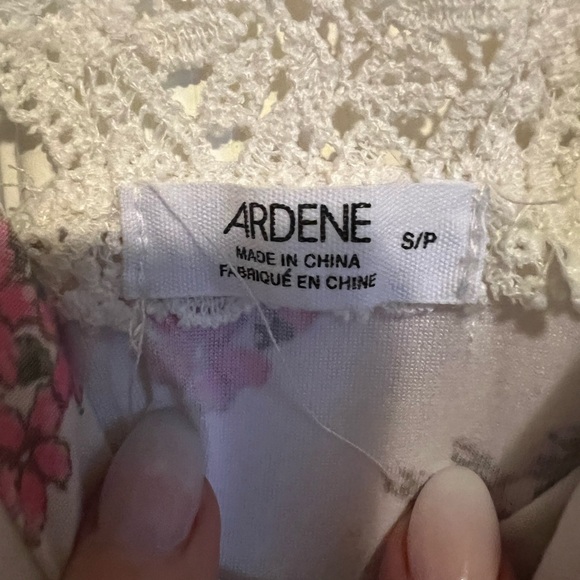 ARDENE
S/P
MADE IN CHINA
FABRIQUÉ EN CHINE